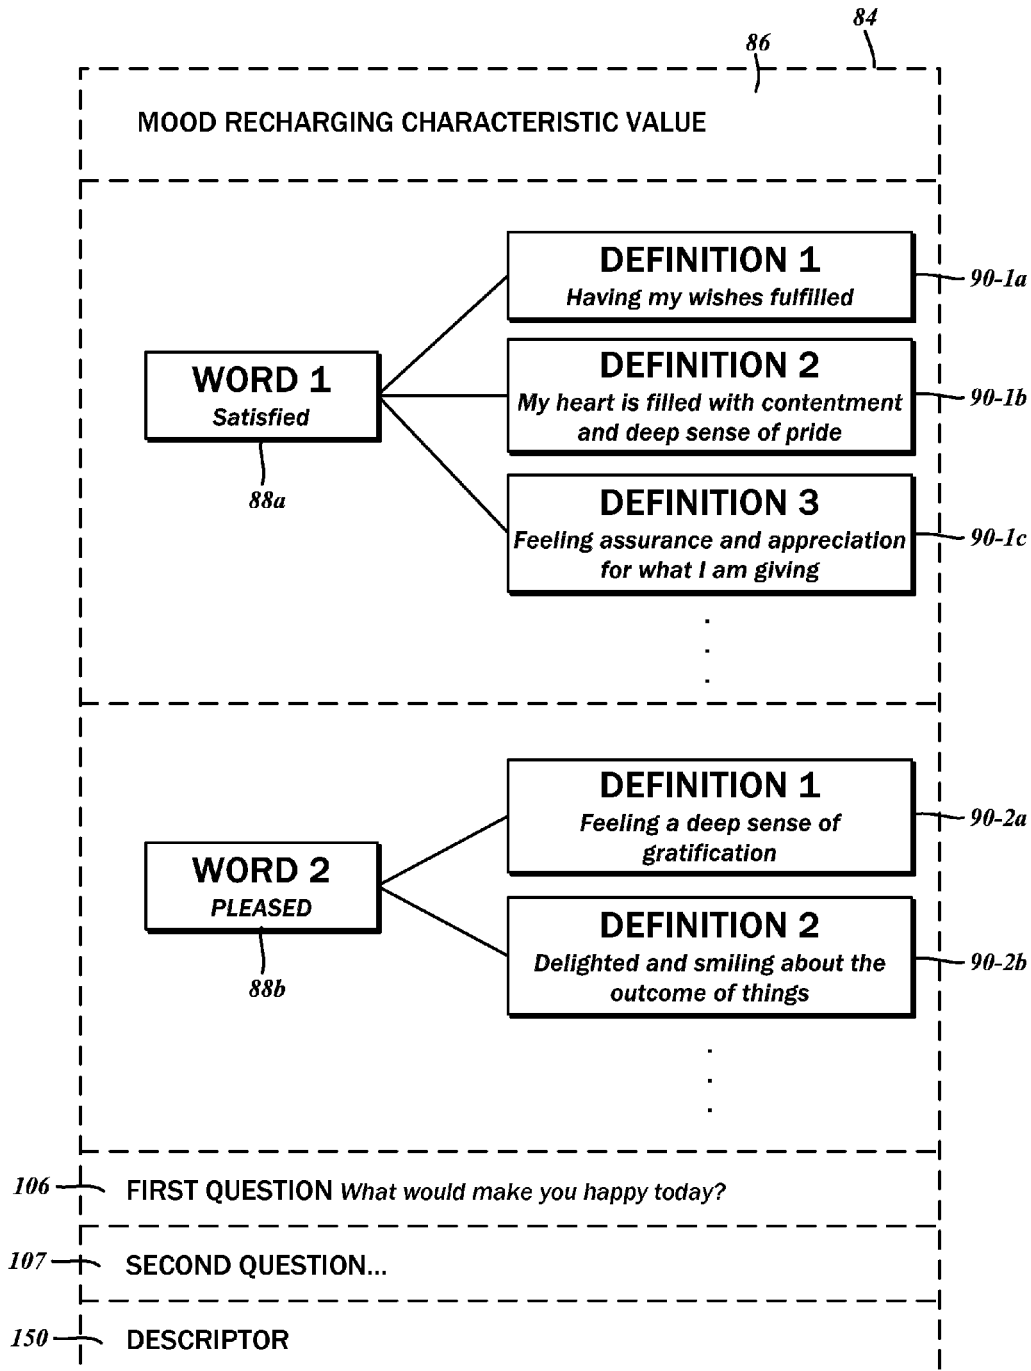 84
86
MOOD RECHARGING CHARACTERISTIC VALUE
DEFINITION 1
Having my wishes fulfilled
90-1a
DEFINITION 2
My heart is filled with contentment
and deep sense of pride
90-1b
WORD 1
Satisfied
88a
DEFINITION 3
Feeling assurance and appreciation
for what I am giving
90-1c
DEFINITION 1
Feeling a deep sense of
gratification
90-2a
WORD 2
PLEASED
88b
DEFINITION 2
Delighted and smiling about the
outcome of things
90-2b
106 FIRST QUESTION What would make you happy today?
107 SECOND QUESTION...
150 DESCRIPTOR